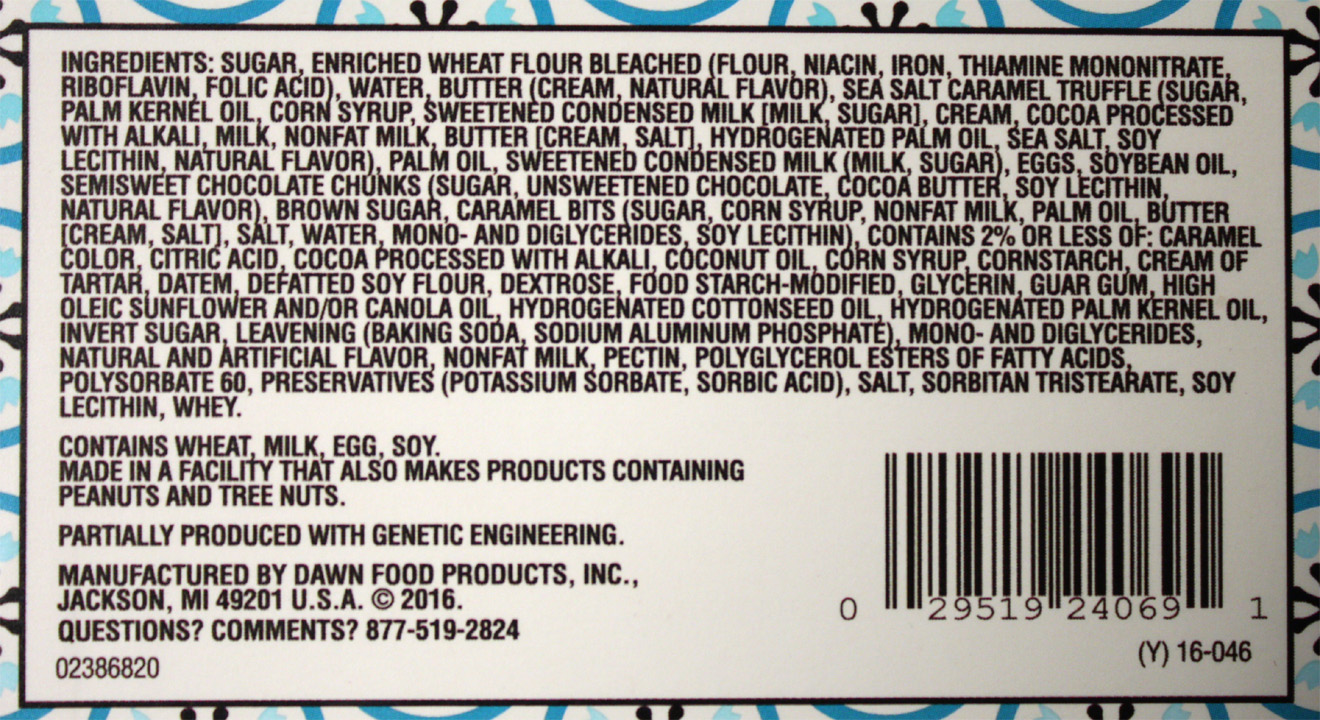 INGREDIENTS: SUGAR, ENRICHED WHEAT FLOUR BLEACHED (FLOUR, NIACIN, IRON, THIAMINE MONONITRATE,
RIBOFLAVIN, FOLIC ACID), WATER, BUTTER (CREAM, NATURAL FLAVOR), SEA SALT CARAMEL TRUFFLE (SUGAR,
PALM KERNEL OIL, CORN SYRUP, SWEETENED CONDENSED MILK [MILK, SUGAR], CREAM, COCOA PROCESSED
WITH ALKALI, MILK, NONFAT MILK, BUTTER [CREAM, SALT], HYDROGENATED PALM OIL, SEA SALT, SOY
LECITHIN, NATURAL FLAVOR), PALM OIL, SWEETENED CONDENSED MILK (MILK, SUGAR), EGGS, SOYBEAN OIL,
SEMISWEET CHOCOLATE CHUNKS (SUGAR, UNSWEETENED CHOCOLATE, COCOA BUTTER, SOY LECITHIN,
NATURAL FLAVOR), BROWN SUGAR, CARAMEL BITS (SUGAR, CORN SYRUP, NONFAT MILK, PALM OIL, BUTTER
[CREAM, SALT], SALT, WATER, MONO- AND DIGLYCERIDES, SOY LECITHIN), CONTAINS 2% OR LESS OF: CARAMEL
COLOR, CITRIC ACID, COCOA PROCESSED WITH ALKALI, COCONUT OIL, CORN SYRUP, CORNSTARCH, CREAM OF
TARTAR, DATEM, DEFATTED SOY FLOUR, DEXTROSE, FOOD STARCH-MODIFIED, GLYCERIN, GUAR GUM, HIGH
OLEIC SUNFLOWER AND/OR CANOLA OIL, HYDROGENATED COTTONSEED OIL, HYDROGENATED PALM KERNEL OIL,
INVERT SUGAR, LEAVENING (BAKING SODA, SODIUM ALUMINUM PHOSPHATE), MONO- AND DIGLYCERIDES,
NATURAL AND ARTIFICIAL FLAVOR, NONFAT MILK, PECTIN, POLYGLYCEROL ESTERS OF FATTY ACIDS,
POLYSORBATE 60, PRESERVATIVES (POTASSIUM SORBATE, SORBIC ACID), SALT, SORBITAN TRISTEARATE, SOY
LECITHIN, WHEY.
CONTAINS WHEAT, MILK, EGG, SOY.
MADE IN A FACILITY THAT ALSO MAKES PRODUCTS CONTAINING
PEANUTS AND TREE NUTS.
PARTIALLY PRODUCED WITH GENETIC ENGINEERING.
MANUFACTURED BY DAWN FOOD PRODUCTS, INC.,
JACKSON, MI 49201 U.S.A. © 2016.
QUESTIONS? COMMENTS? 877-519-2824
02386820
0 29519 24069 1
(Y) 16-046